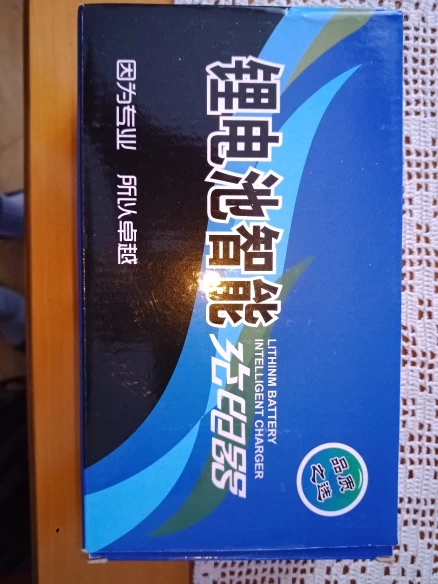 锂电池智能
充电器
LITHINM BATTERY
INTELLIGENT CHARGER
因为专业 所以卓越
品质
之选